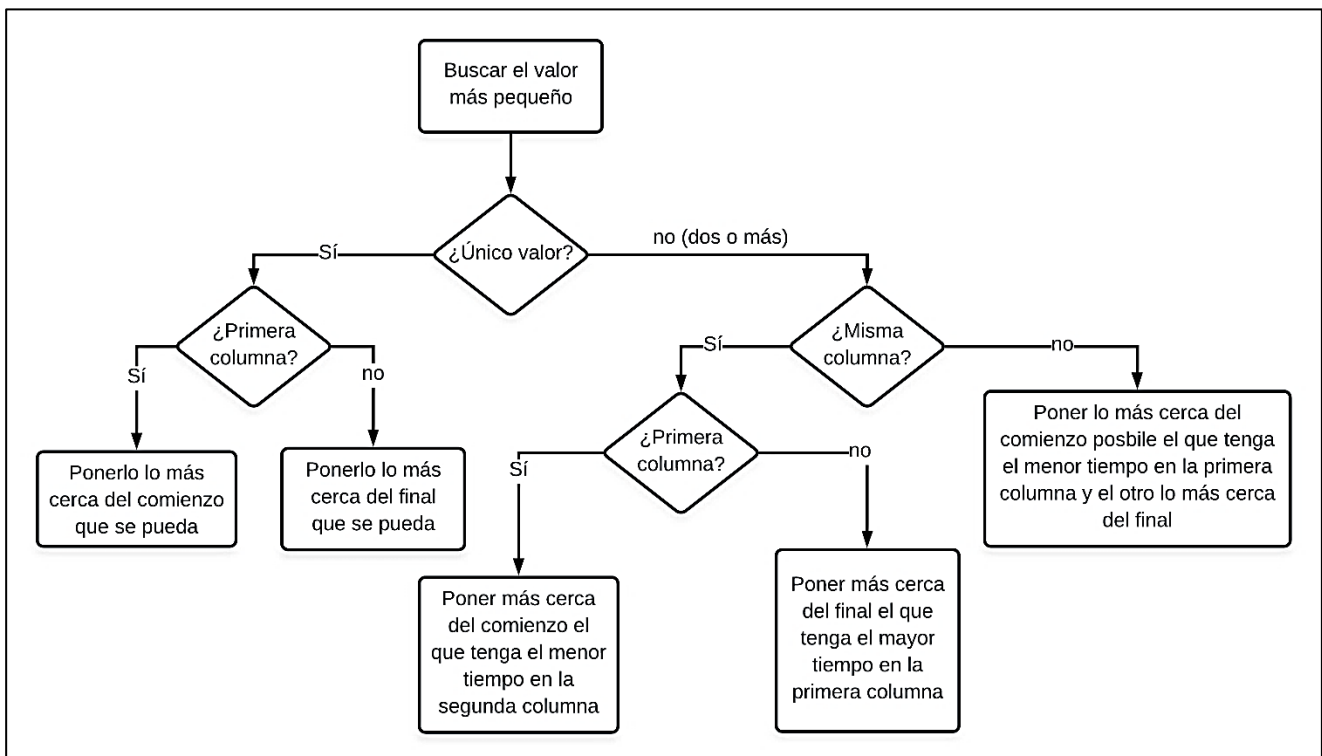 Buscar el valor
más pequeño
¿Único valor?
Sí
no (dos o más)
¿Primera
columna?
¿Misma
columna?
Sí
no
Sí
no
Ponerlo lo más
cerca del comienzo
que se pueda
Ponerlo lo más
cerca del final
que se pueda
¿Primera
columna?
Sí
no
Poner lo más cerca del
comienzo posbile el que tenga
el menor tiempo en la primera
columna y el otro lo más cerca
del final
Poner más cerca
del comienzo el
que tenga el menor
tiempo en la
segunda columna
Poner más cerca
del final el que
tenga el mayor
tiempo en la
primera columna